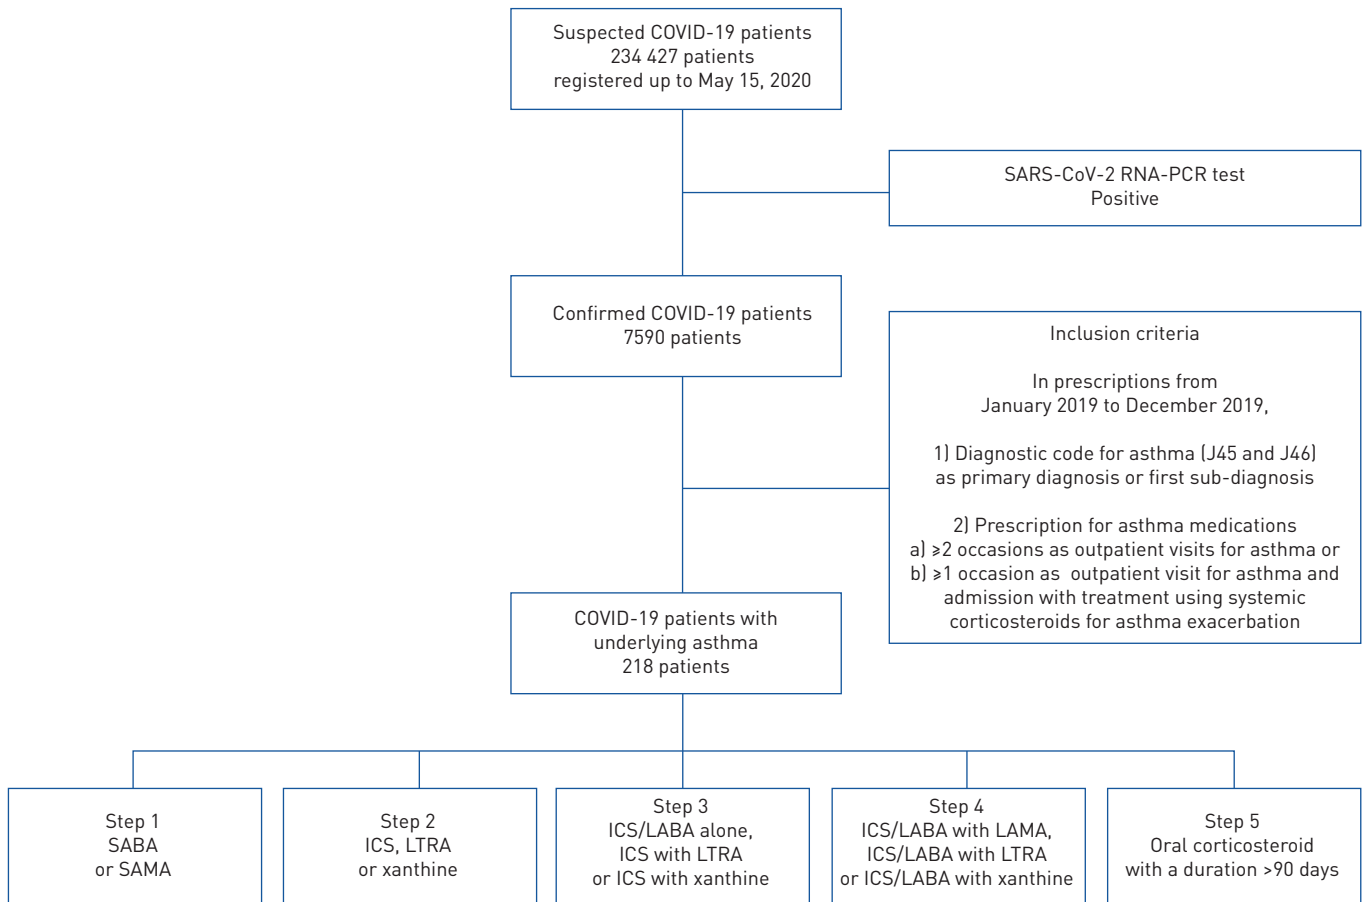 Suspected COVID-19 patients
234 427 patients
registered up to May 15, 2020
SARS-CoV-2 RNA-PCR test
Positive
Confirmed COVID-19 patients
7590 patients
Inclusion criteria
In prescriptions from
January 2019 to December 2019,
1) Diagnostic code for asthma (J45 and J46)
as primary diagnosis or first sub-diagnosis
2) Prescription for asthma medications
a) ⩾2 occasions as outpatient visits for asthma or
b) ⩾1 occasion as outpatient visit for asthma and
admission with treatment using systemic
corticosteroids for asthma exacerbation
COVID-19 patients with
underlying asthma
218 patients
Step 1
SABA
or SAMA
Step 2
ICS, LTRA
or xanthine
Step 3
ICS/LABA alone,
ICS with LTRA
or ICS with xanthine
Step 4
ICS/LABA with LAMA,
ICS/LABA with LTRA
or ICS/LABA with xanthine
Step 5
Oral corticosteroid
with a duration >90 days